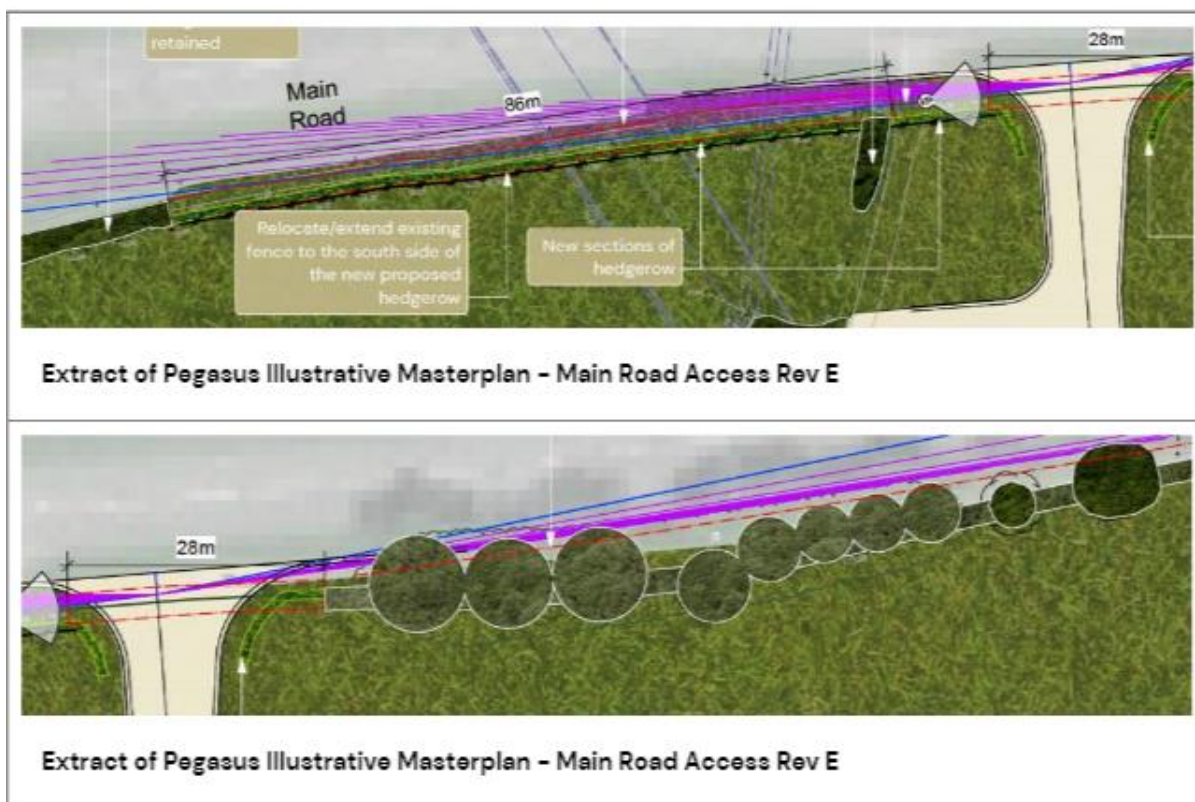 retained
28m
Main
Road
86m
Relocate/extend existing
fence to the south side of
the new proposed
hedgerow
New sections of
hedgerow
Extract of Pegasus Illustrative Masterplan - Main Road Access Rev E
28m
Extract of Pegasus Illustrative Masterplan - Main Road Access Rev E